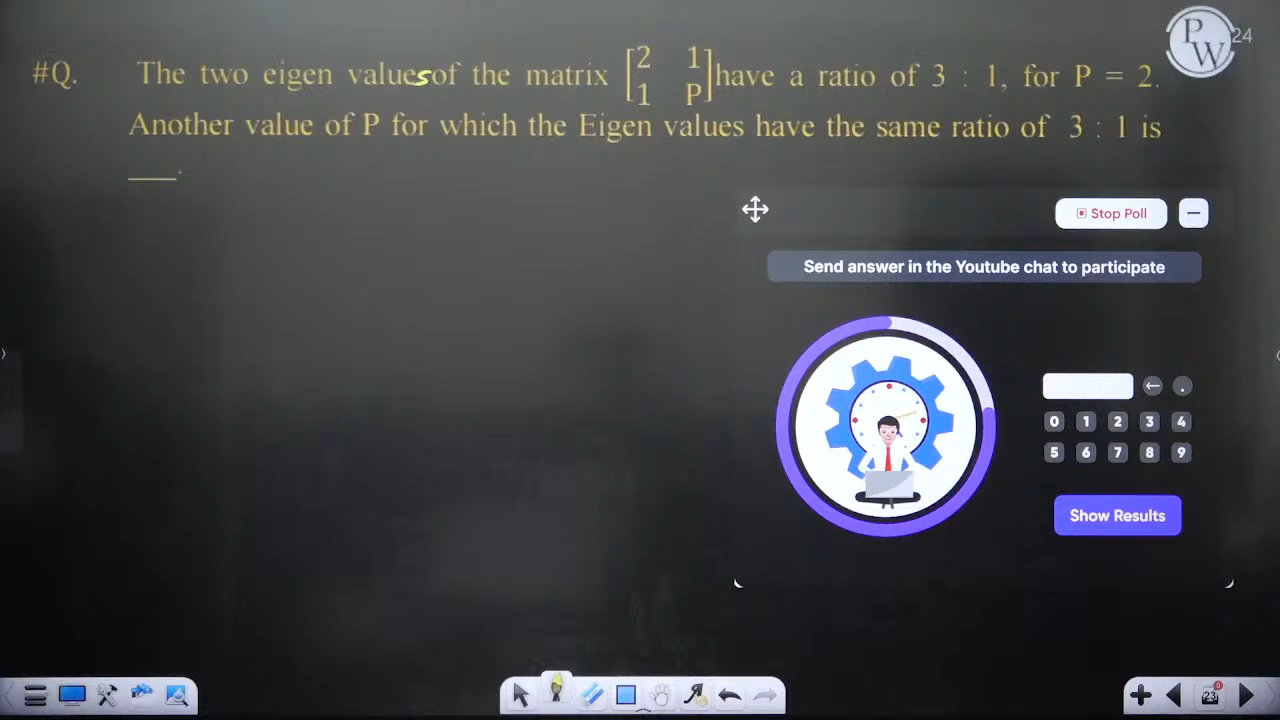 PW
24
#Q. The two eigen values of the matrix [2 1 1 P] have a ratio of 3 : 1, for P = 2.
Another value of P for which the Eigen values have the same ratio of 3 : 1 is
____.
Stop Poll
Send answer in the Youtube chat to participate
0 1 2 3 4
5 6 7 8 9
Show Results
23